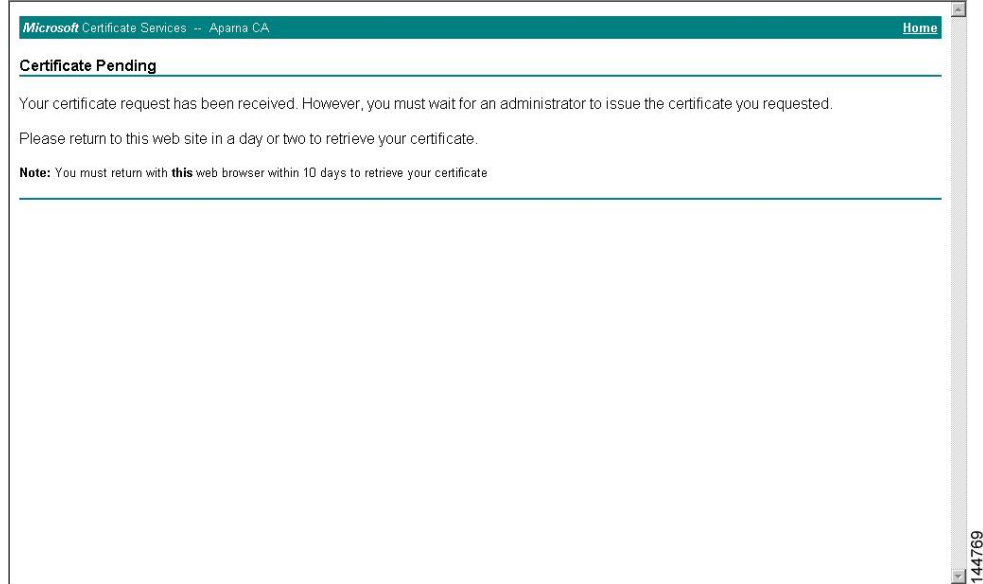 Microsoft Certificate Services -- Aparna CA Home
Certificate Pending
Your certificate request has been received. However, you must wait for an administrator to issue the certificate you requested.
Please return to this web site in a day or two to retrieve your certificate.
Note: You must return with this web browser within 10 days to retrieve your certificate
144769